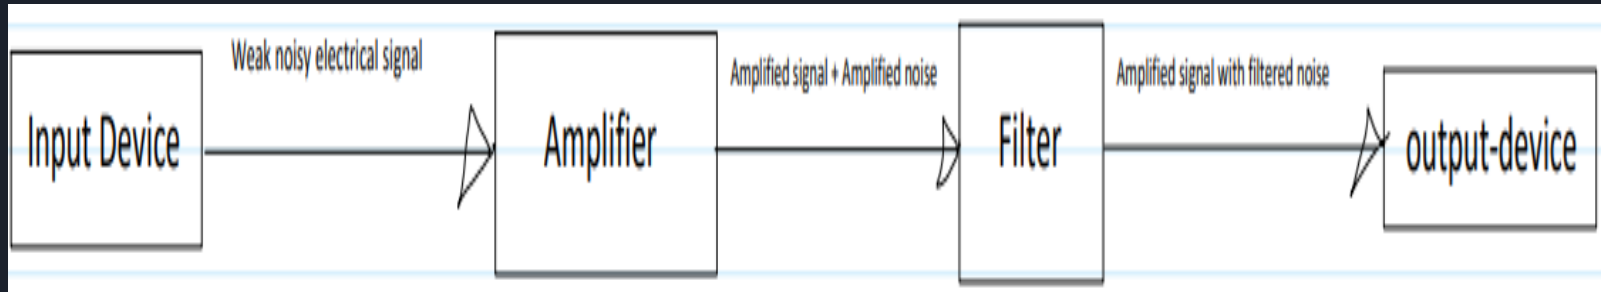 Input Device
Weak noisy electrical signal
Amplifier
Amplified signal + Amplified noise
Filter
Amplified signal with filtered noise
output-device